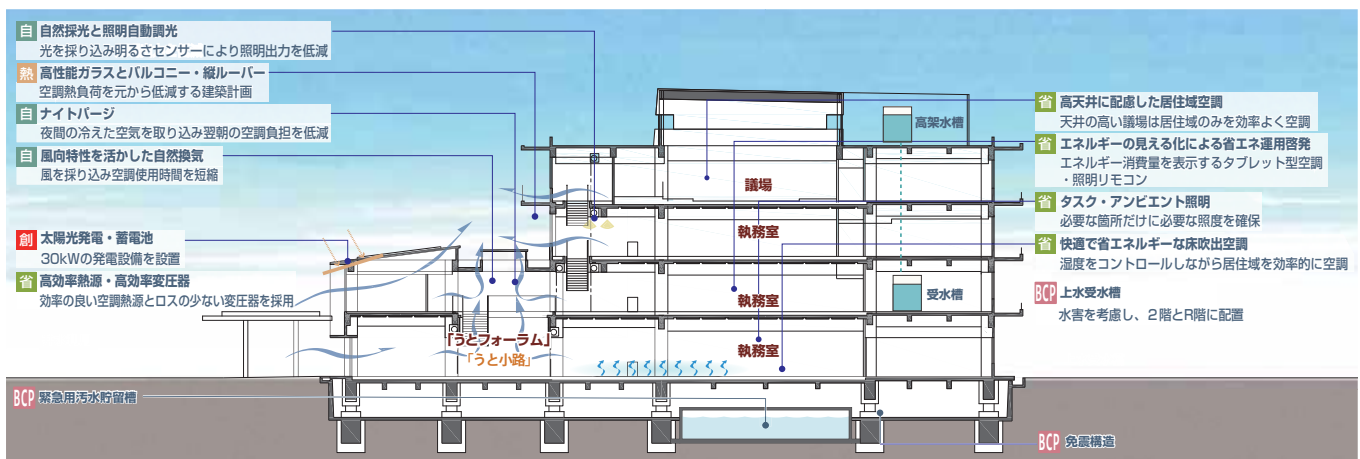 自 自然採光と照明自動調光
光を採り込み明るさセンサーにより照明出力を低減
熱 高性能ガラスとバルコニー・縦ルーバー
空調熱負荷を元から低減する建築計画
自 ナイトパージ
夜間の冷えた空気を取り込み翌朝の空調負担を低減
自 風向特性を活かした自然換気
風を採り込み空調使用時間を短縮
創 太陽光発電・蓄電池
30kWの発電設備を設置
省 高効率熱源・高効率変圧器
効率の良い空調熱源とロスの少ない変圧器を採用
「うとフォーラム」
「うと小路」
議場
執務室
執務室
執務室
高架水槽
受水槽
省 高天井に配慮した居住域空調
天井の高い議場は居住域のみを効率よく空調
省 エネルギーの見える化による省エネ運用啓発
エネルギー消費量を表示するタブレット型空調
・照明リモコン
省 タスク・アンビエント照明
必要な箇所だけに必要な照度を確保
省 快適で省エネルギーな床吹出空調
湿度をコントロールしながら居住域を効率的に空調
BCP 上水受水槽
水害を考慮し、２階とR階に配置
BCP 緊急用汚水貯留槽
BCP 免震構造